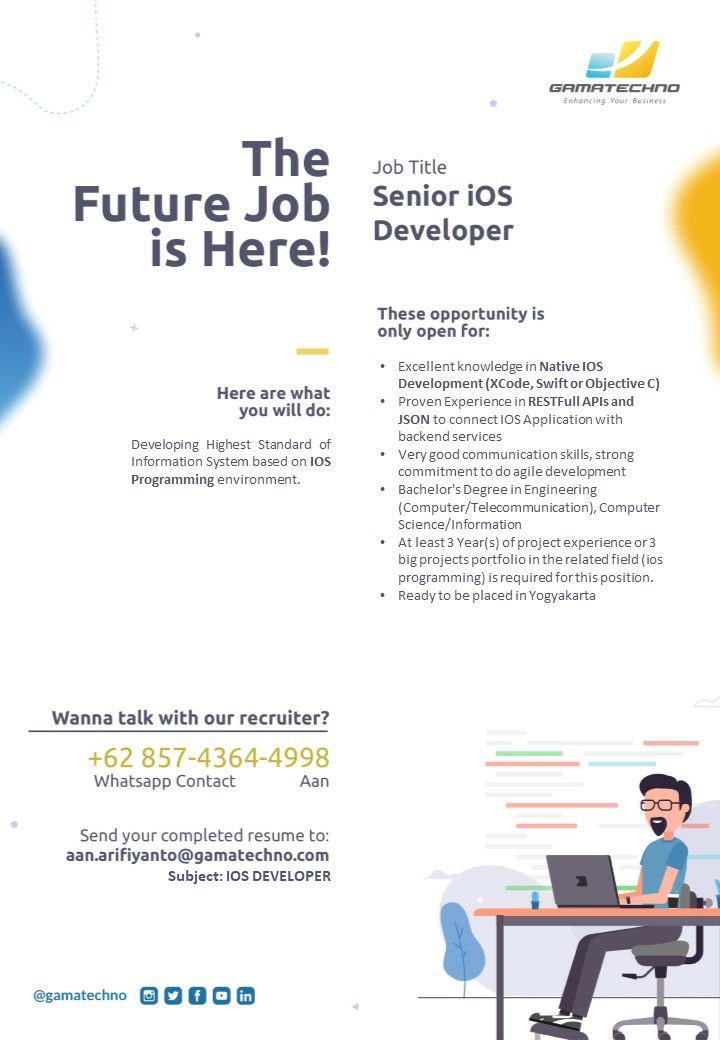 GAMATECHNO
Enhancing Your Business
The
Future Job
is Here!
Job Title
Senior iOS
Developer
Here are what
you will do:
Developing Highest Standard of
Information System based on IOS
Programming environment.
These opportunity is
only open for:
• Excellent knowledge in Native IOS
Development (XCode, Swift or Objective C)
• Proven Experience in RESTFull APIs and
JSON to connect IOS Application with
backend services
• Very good communication skills, strong
commitment to do agile development
• Bachelor's Degree in Engineering
(Computer/Telecommunication), Computer
Science/Information
• At least 3 Year(s) of project experience or 3
big projects portfolio in the related field (ios
programming) is required for this position.
• Ready to be placed in Yogyakarta
Wanna talk with our recruiter?
+62 857-4364-4998
Whatsapp Contact Aan
Send your completed resume to:
aan.arifiyanto@gamatechno.com
Subject: IOS DEVELOPER
@gamatechno